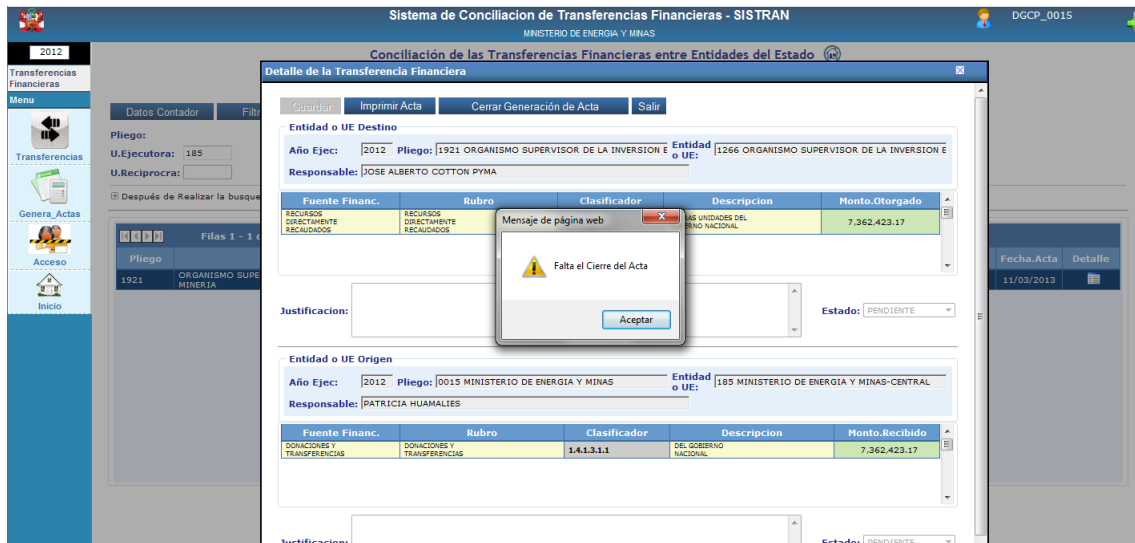 Sistema de Conciliacion de Transferencias Financieras - SISTRAN
MINISTERIO DE ENERGIA Y MINAS
DGCP_0015
2012
Conciliación de las Transferencias Financieras entre Entidades del Estado
Transferencias
Financieras
Menu
Transferencias
Genera_Actas
Acceso
Inicio
Datos Contador
Filtr
Pliego:
U.Ejecutora: 185
U.Reciproca:
Después de Realizar la busque
Filas 1 - 1
Pliego
Fecha.Acta Detalle
1921 ORGANISMO SUPE
MINERIA
11/03/2013
Detalle de la Transferencia Financiera
Guardar Imprimir Acta Cerrar Generación de Acta Salir
Entidad o UE Destino
Año Ejec: 2012 Pliego: 1921 ORGANISMO SUPERVISOR DE LA INVERSION E Entidad o UE: 1266 ORGANISMO SUPERVISOR DE LA INVERSION E
Responsable: JOSE ALBERTO COTTON PYMA
Fuente Financ. Rubro Clasificador Descripcion Monto.Otorgado
RECURSOS DIRECTAMENTE RECAUDADOS RECURSOS DIRECTAMENTE RECAUDADOS AS UNIDADES DEL ERNO NACIONAL 7,362,423.17
Mensaje de página web
Falta el Cierre del Acta
Aceptar
Justificacion:
Estado: PENDIENTE
Entidad o UE Origen
Año Ejec: 2012 Pliego: 0015 MINISTERIO DE ENERGIA Y MINAS Entidad o UE: 185 MINISTERIO DE ENERGIA Y MINAS-CENTRAL
Responsable: PATRICIA HUAMALIES
Fuente Financ. Rubro Clasificador Descripcion Monto.Recibido
DONACIONES Y TRANSFERENCIAS DONACIONES Y TRANSFERENCIAS 1.4.1.3.1.1 DEL GOBIERNO NACIONAL 7,362,423.17
Justificacion:
Estado: PENDIENTE